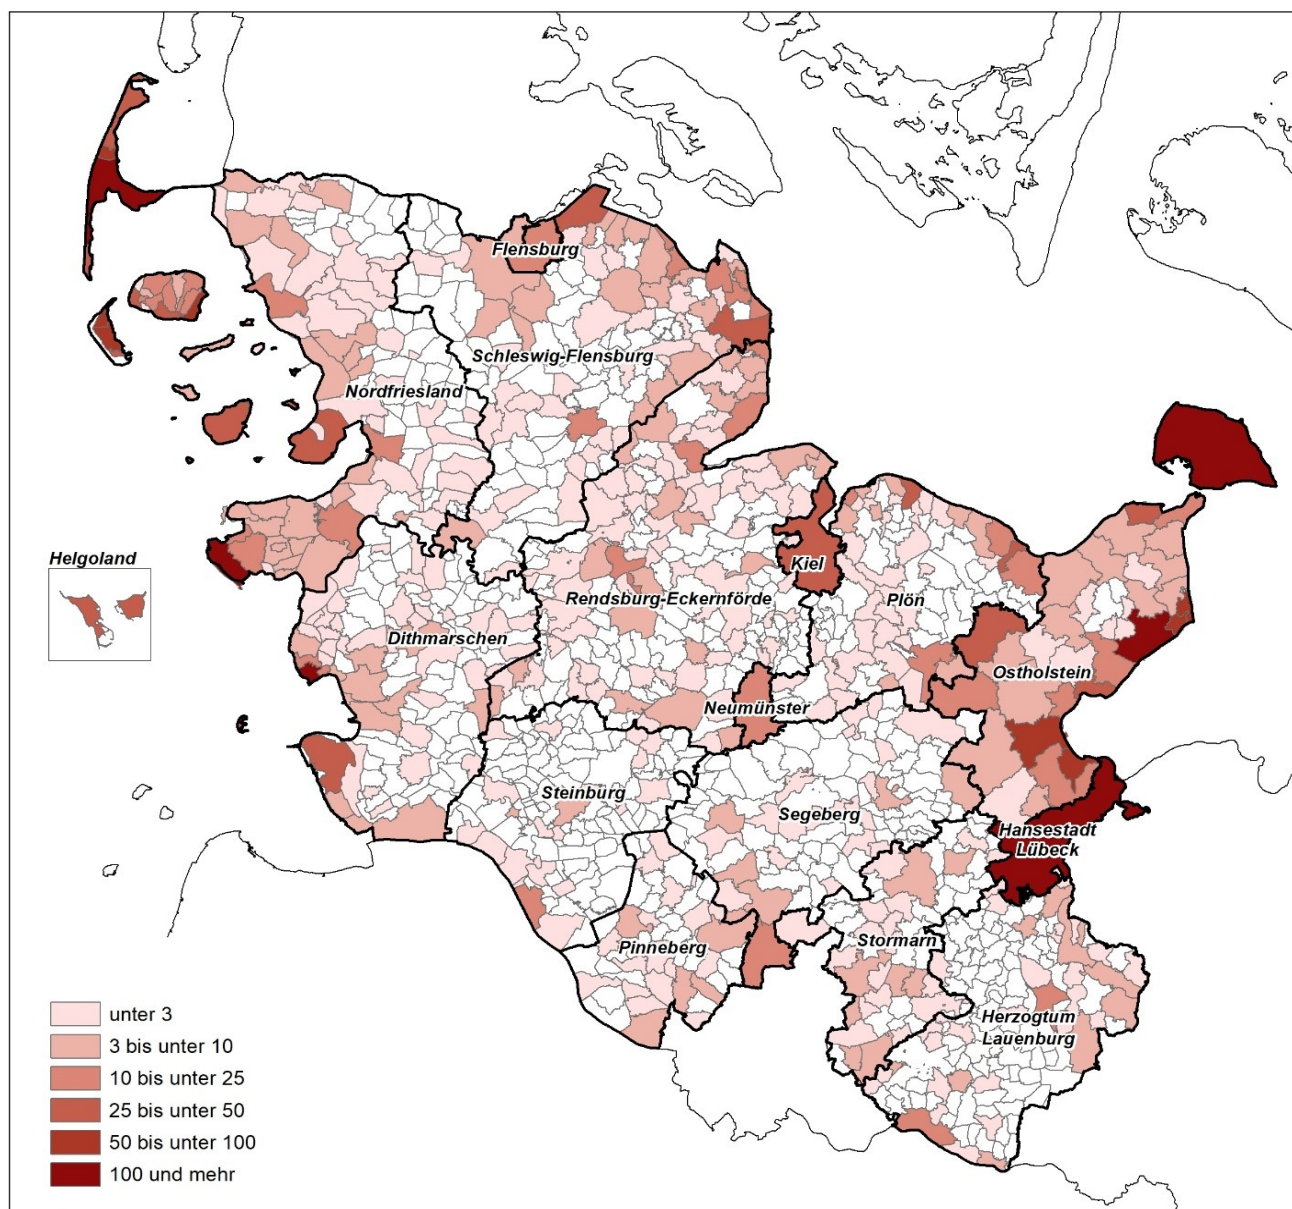 Flensburg
Schleswig-Flensburg
Nordfriesland
Helgoland
Kiel
Rendsburg-Eckernförde
Plön
Dithmarschen
Ostholstein
Neumünster
Steinburg
Segeberg
Hansestadt
Lübeck
Pinneberg
Stormarn
Herzogtum
Lauenburg
unter 3
3 bis unter 10
10 bis unter 25
25 bis unter 50
50 bis unter 100
100 und mehr